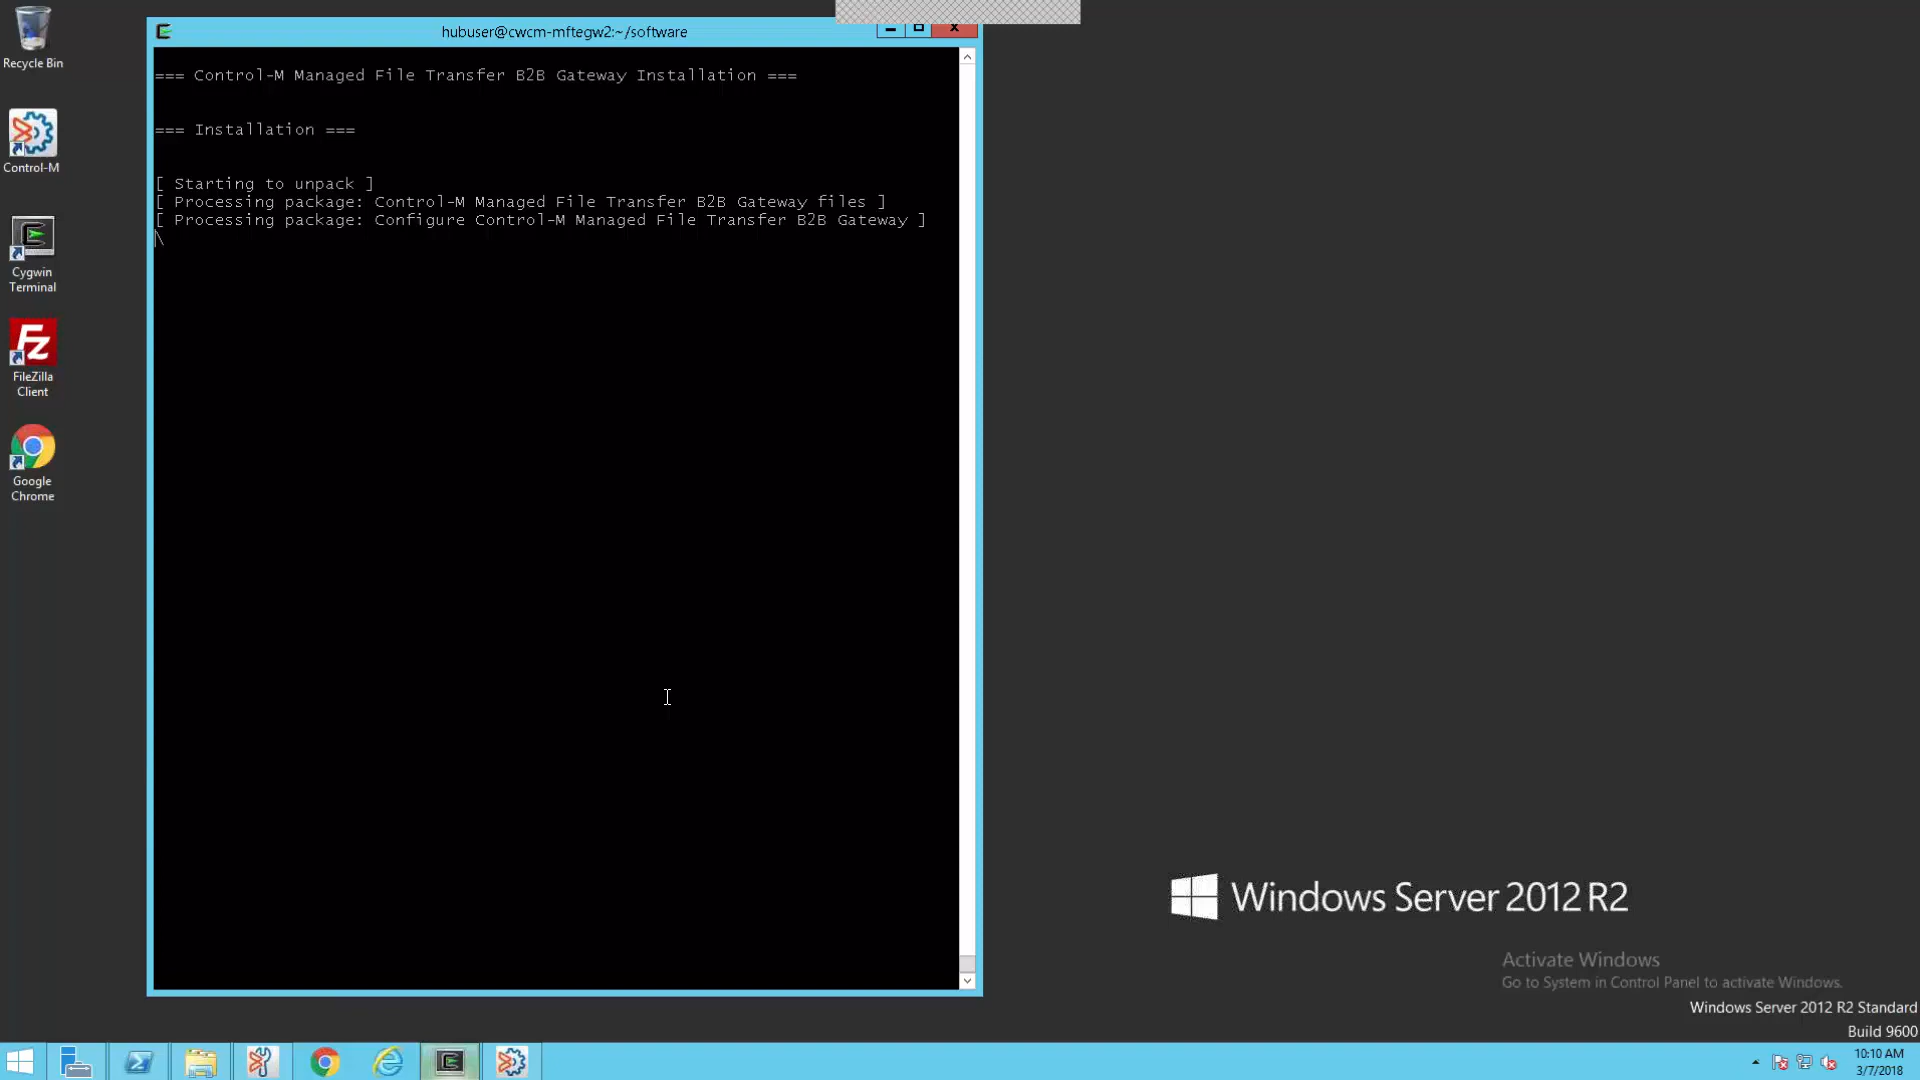 Recycle Bin
Control-M
Cygwin
Terminal
FileZilla
Client
Google
Chrome
hubuser@cwcm-mftegw2:~/software
=== Control-M Managed File Transfer B2B Gateway Installation ===
=== Installation ===
[ Starting to unpack ]
[ Processing package: Control-M Managed File Transfer B2B Gateway files ]
[ Processing package: Configure Control-M Managed File Transfer B2B Gateway ]
\
Windows Server 2012 R2
Activate Windows
Go to System in Control Panel to activate Windows.
Windows Server 2012 R2 Standard
Build 9600
10:10 AM
3/7/2018